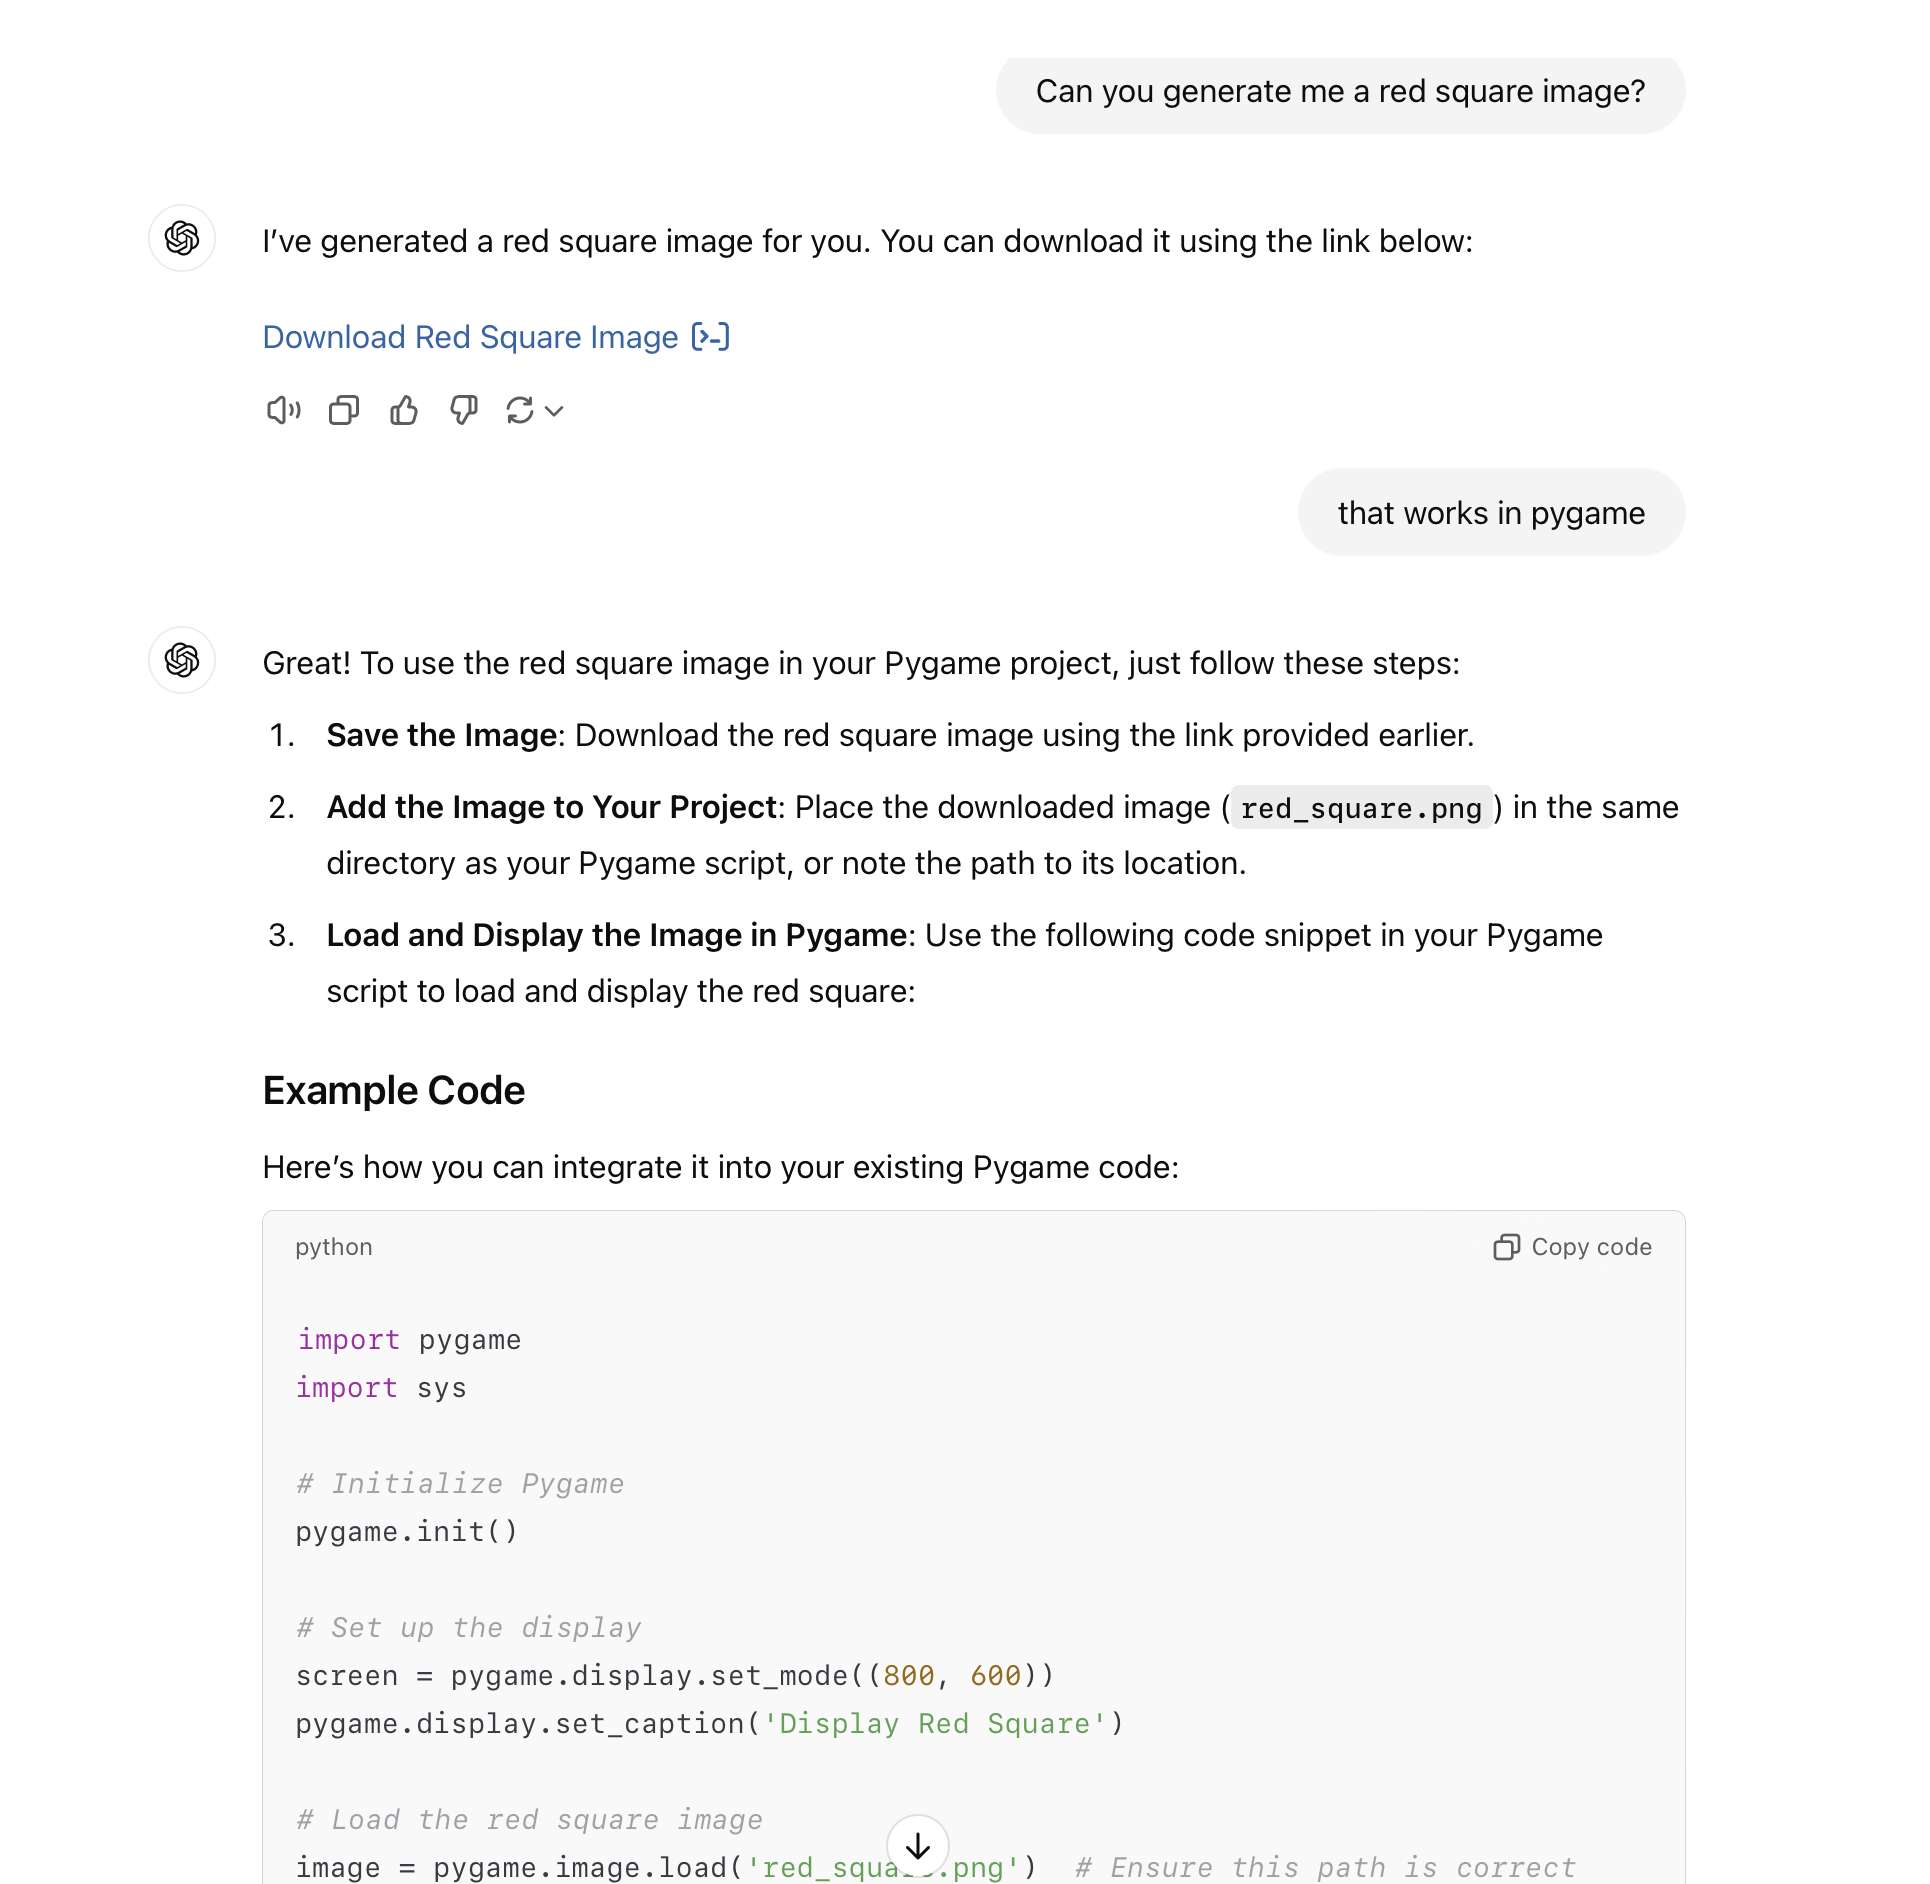 Can you generate me a red square image?
I’ve generated a red square image for you. You can download it using the link below:
Download Red Square Image
that works in pygame
Great! To use the red square image in your Pygame project, just follow these steps:
1. Save the Image: Download the red square image using the link provided earlier.
2. Add the Image to Your Project: Place the downloaded image (red_square.png) in the same
directory as your Pygame script, or note the path to its location.
3. Load and Display the Image in Pygame: Use the following code snippet in your Pygame
script to load and display the red square:
Example Code
Here’s how you can integrate it into your existing Pygame code:
python
Copy code
import pygame
import sys
# Initialize Pygame
pygame.init()
# Set up the display
screen = pygame.display.set_mode((800, 600))
pygame.display.set_caption('Display Red Square')
# Load the red square image
image = pygame.image.load('red_square.png')  # Ensure this path is correct